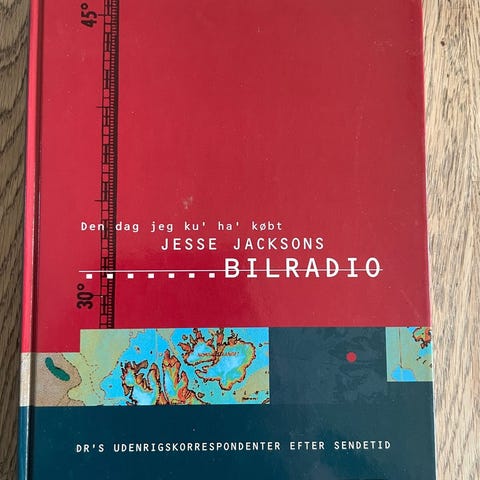 45°
Den dag jeg ku' ha' købt
JESSE JACKSONS
.......BILRADIO
30°
DR'S UDENRIGSKORRESPONDENTER EFTER SENDETID